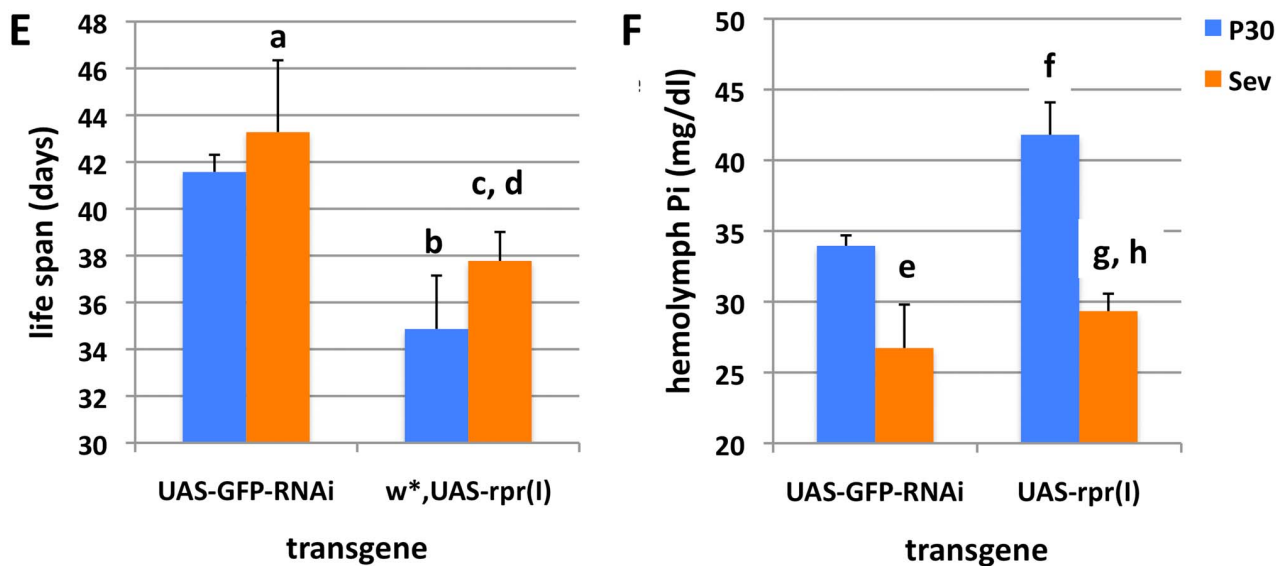 E
life span (days)
48
46
44
42
40
38
36
34
32
30
a
b
c, d
UAS-GFP-RNAi
w*,UAS-rpr(I)
transgene
F
hemolymph Pi (mg/dl)
50
45
40
35
30
25
20
e
f
g, h
UAS-GFP-RNAi
UAS-rpr(I)
transgene
P30
Sev